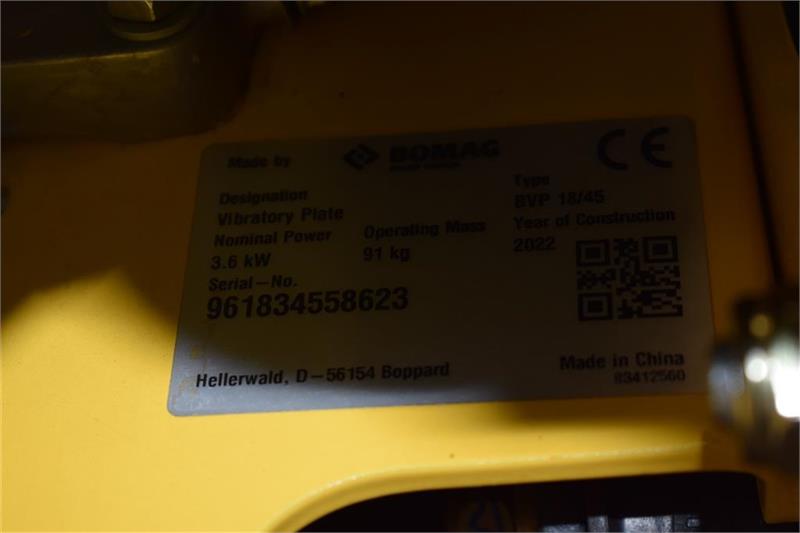 Made by BOMAG CE
Designation Type
Vibratory Plate BVP 18/45
Nominal Power Operating Mass Year of Construction
3.6 kW 91 kg 2022
Serial-No.
961834558623
Hellerwald, D-56154 Boppard Made in China
83412560